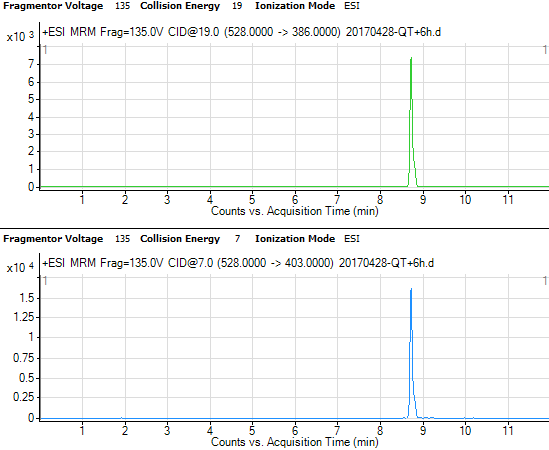 Fragmentor Voltage 135 Collision Energy 19 Ionization Mode ESI
x10 3 +ESI MRM Frag=135.0V CID@19.0 (528.0000 -> 386.0000) 20170428-QT+6h.d
1 1
7
6
5
4
3
2
1
0
1 2 3 4 5 6 7 8 9 10 11
Counts vs. Acquisition Time (min)
Fragmentor Voltage 135 Collision Energy 7 Ionization Mode ESI
x10 4 +ESI MRM Frag=135.0V CID@7.0 (528.0000 -> 403.0000) 20170428-QT+6h.d
1 1
1.5
1.25
1
0.75
0.5
0.25
0
1 2 3 4 5 6 7 8 9 10 11
Counts vs. Acquisition Time (min)